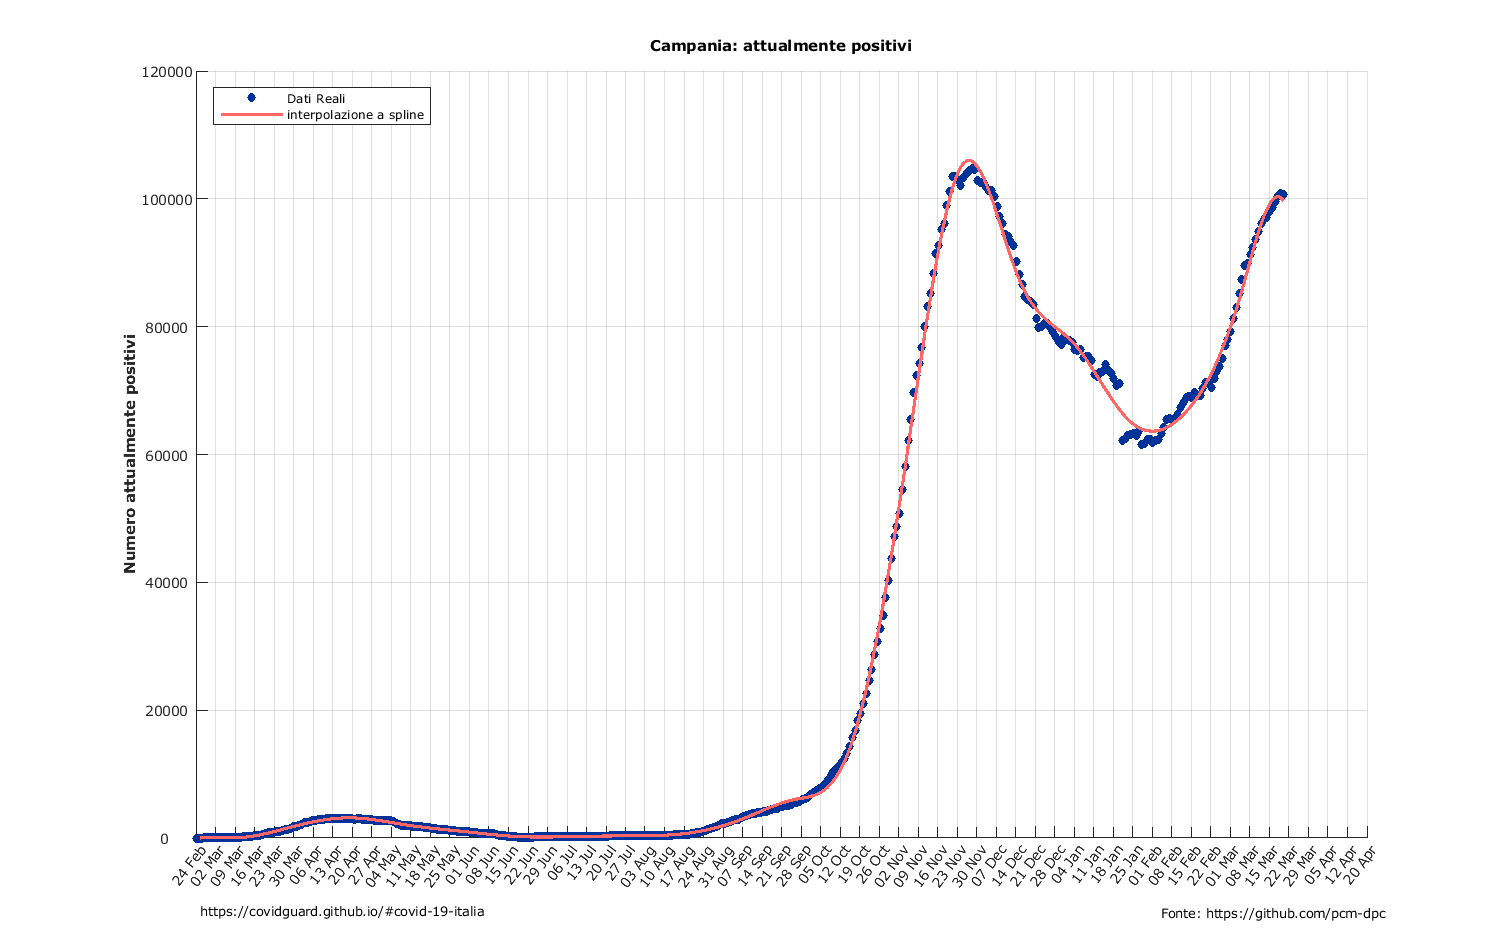 Campania: attualmente positivi
Dati Reali
interpolazione a spline
Numero attualmente positivi
120000
100000
80000
60000
40000
20000
0
24 Feb
02 Mar
09 Mar
16 Mar
23 Mar
30 Mar
06 Apr
13 Apr
20 Apr
27 Apr
04 May
11 May
18 May
25 May
01 Jun
08 Jun
15 Jun
22 Jun
29 Jun
06 Jul
13 Jul
20 Jul
27 Jul
03 Aug
10 Aug
17 Aug
24 Aug
31 Aug
07 Sep
14 Sep
21 Sep
28 Sep
05 Oct
12 Oct
19 Oct
26 Oct
02 Nov
09 Nov
16 Nov
23 Nov
30 Nov
07 Dec
14 Dec
21 Dec
28 Dec
04 Jan
11 Jan
18 Jan
25 Jan
01 Feb
08 Feb
15 Feb
22 Feb
01 Mar
08 Mar
15 Mar
22 Mar
29 Mar
05 Apr
12 Apr
20 Apr
https://covidguard.github.io/#covid-19-italia
Fonte: https://github.com/pcm-dpc